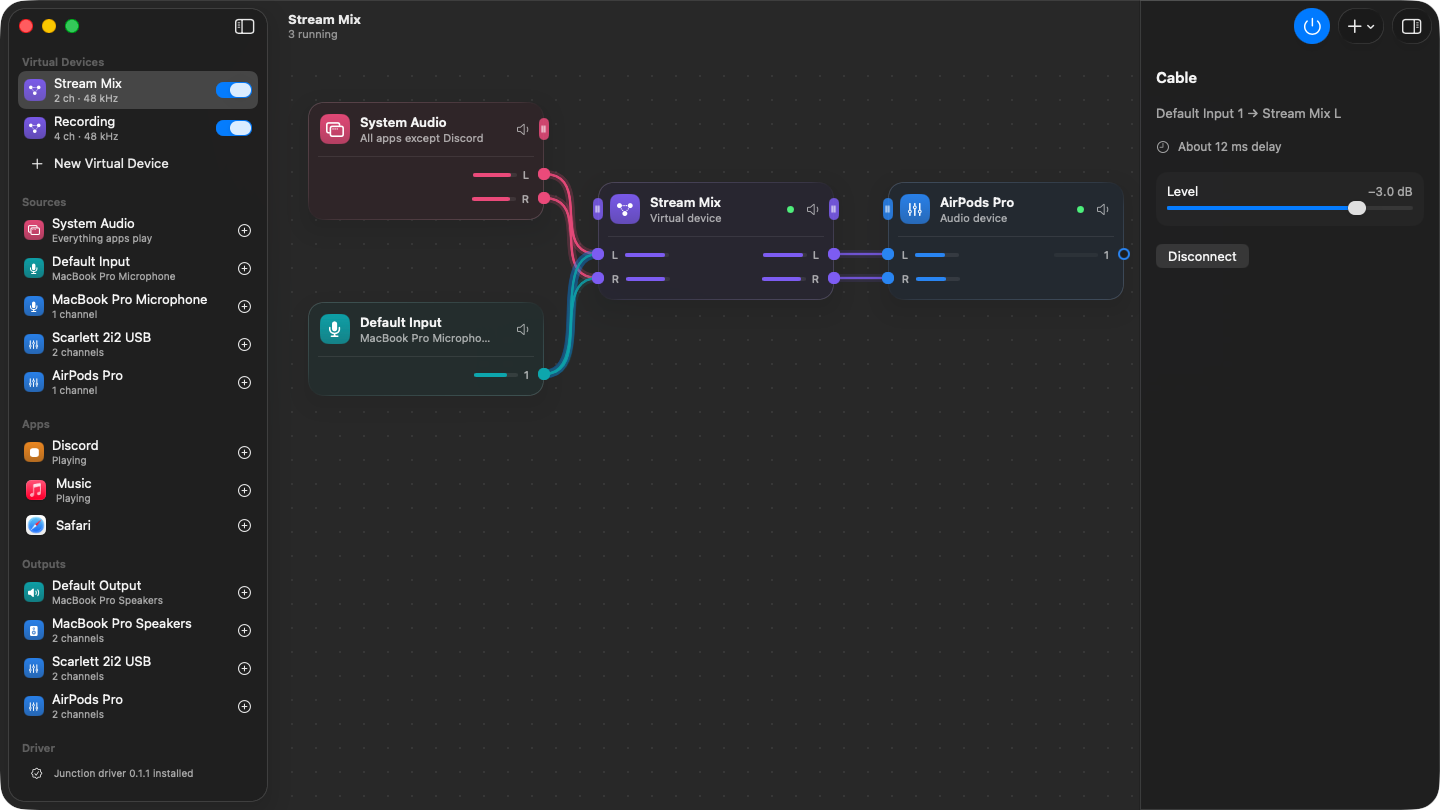 Stream Mix
3 running
Virtual Devices
Stream Mix
2 ch · 48 kHz
Recording
4 ch · 48 kHz
New Virtual Device
Sources
System Audio
Everything apps play
Default Input
MacBook Pro Microphone
MacBook Pro Microphone
1 channel
Scarlett 2i2 USB
2 channels
AirPods Pro
1 channel
Apps
Discord
Playing
Music
Playing
Safari
Outputs
Default Output
MacBook Pro Speakers
MacBook Pro Speakers
2 channels
Scarlett 2i2 USB
2 channels
AirPods Pro
2 channels
Driver
Junction driver 0.1.1 installed
System Audio
All apps except Discord
L
R
Default Input
MacBook Pro Micropho...
1
Stream Mix
Virtual device
L L
R R
AirPods Pro
Audio device
L 1
R
Cable
Default Input 1 → Stream Mix L
About 12 ms delay
Level −3.0 dB
Disconnect